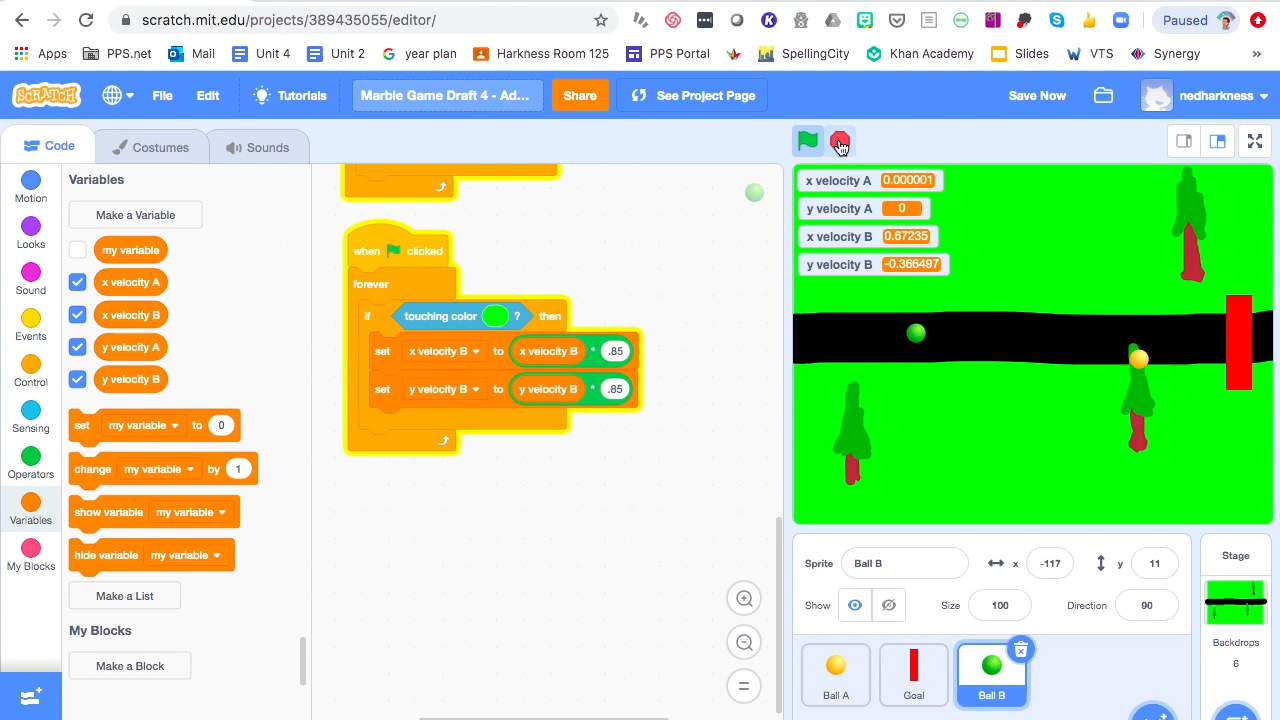 scratch.mit.edu/projects/389435055/editor/
Paused
Apps
PPS.net
Mail
Unit 4
Unit 2
year plan
Harkness Room 125
PPS Portal
SpellingCity
Khan Academy
Slides
VTS
Synergy
»
SCRATCH
File
Edit
Tutorials
Marble Game Draft 4 - Ad...
Share
See Project Page
Save Now
nedharkness
Code
Costumes
Sounds
Motion
Looks
Sound
Events
Control
Sensing
Operators
Variables
My Blocks
Variables
Make a Variable
my variable
x velocity A
x velocity B
y velocity A
y velocity B
set my variable to 0
change my variable by 1
show variable my variable
hide variable my variable
Make a List
My Blocks
Make a Block
when clicked
forever
if touching color ? then
set x velocity B to x velocity B * .85
set y velocity B to y velocity B * .85
x velocity A 0.000001
y velocity A 0
x velocity B 0.67235
y velocity B -0.366497
Sprite Ball B x -117 y 11
Show Size 100 Direction 90
Ball A
Goal
Ball B
Stage
Backdrops
6